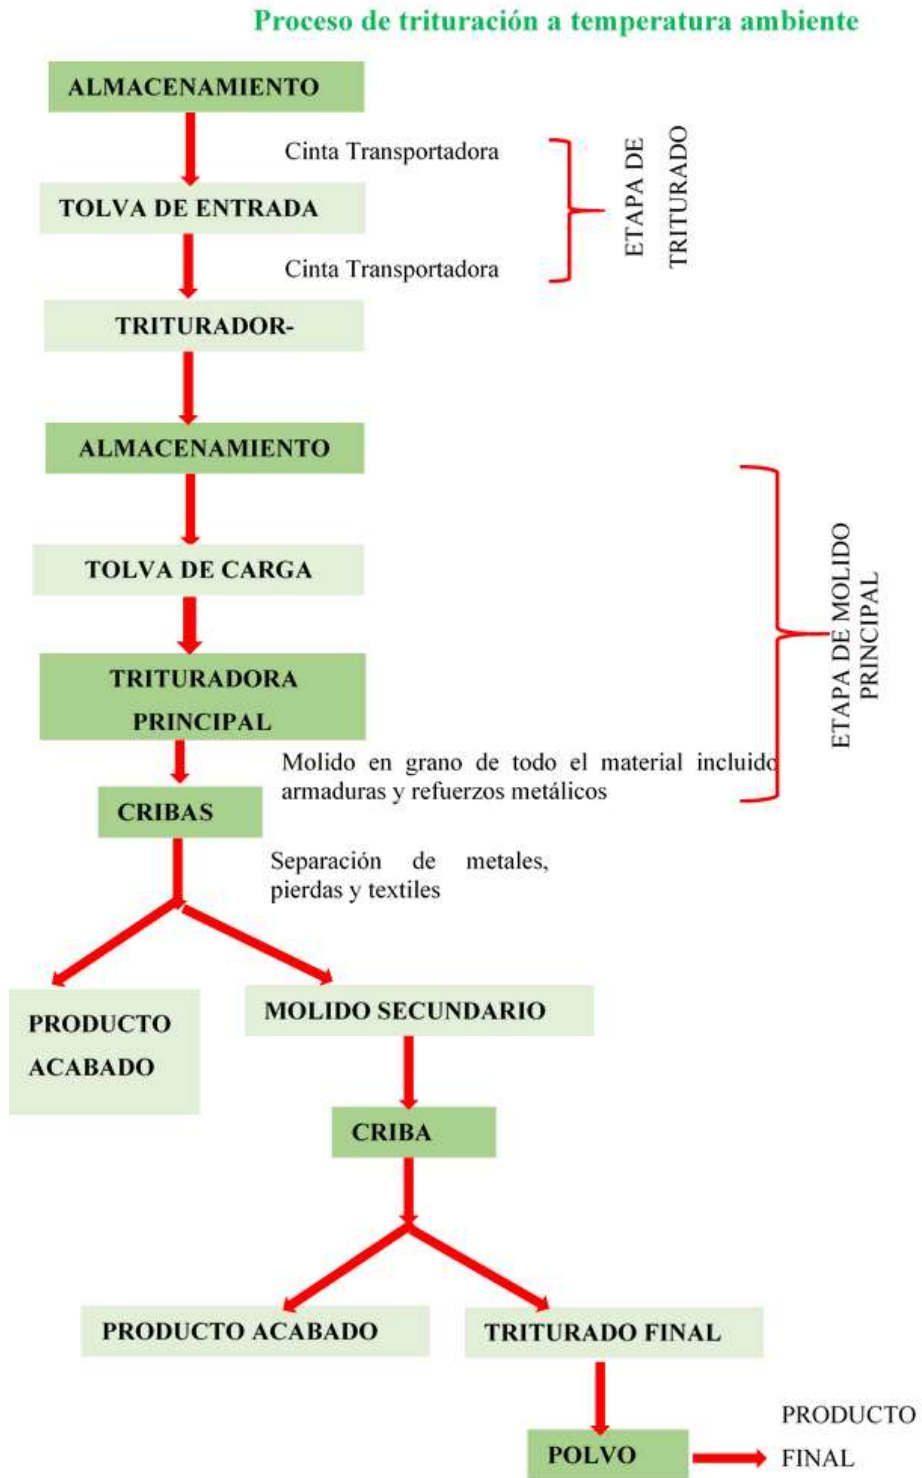 Proceso de trituración a temperatura ambiente
ALMACENAMIENTO
Cinta Transportadora
ETAPA DE
TRITURADO
TOLVA DE ENTRADA
Cinta Transportadora
TRITURADOR-
ALMACENAMIENTO
TOLVA DE CARGA
ETAPA DE MOLIDO
PRINCIPAL
TRITURADORA
PRINCIPAL
Molido en grano de todo el material incluido
armaduras y refuerzos metálicos
CRIBAS
Separación de metales,
pierdas y textiles
PRODUCTO
ACABADO
MOLIDO SECUNDARIO
CRIBA
PRODUCTO ACABADO
TRITURADO FINAL
POLVO
PRODUCTO
FINAL